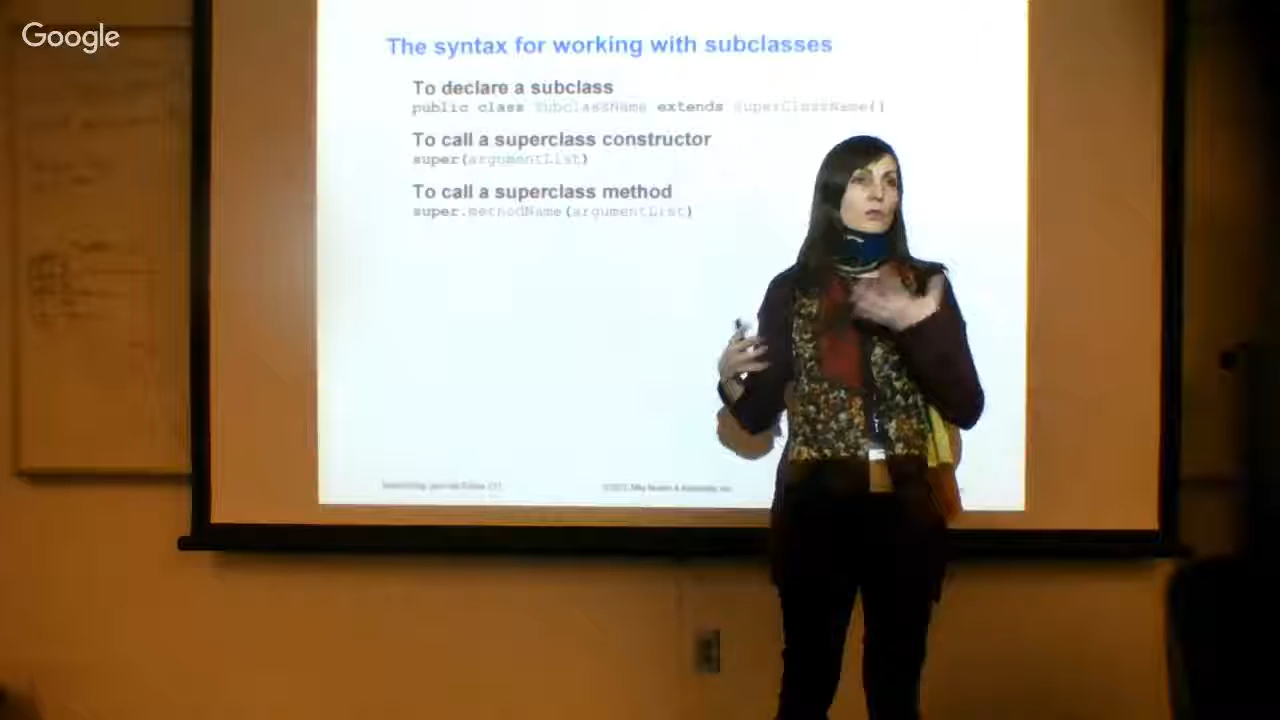 Google
The syntax for working with subclasses
To declare a subclass
public class SubclassName extends SuperClassName{}
To call a superclass constructor
super(argumentList)
To call a superclass method
super.methodName(argumentList)